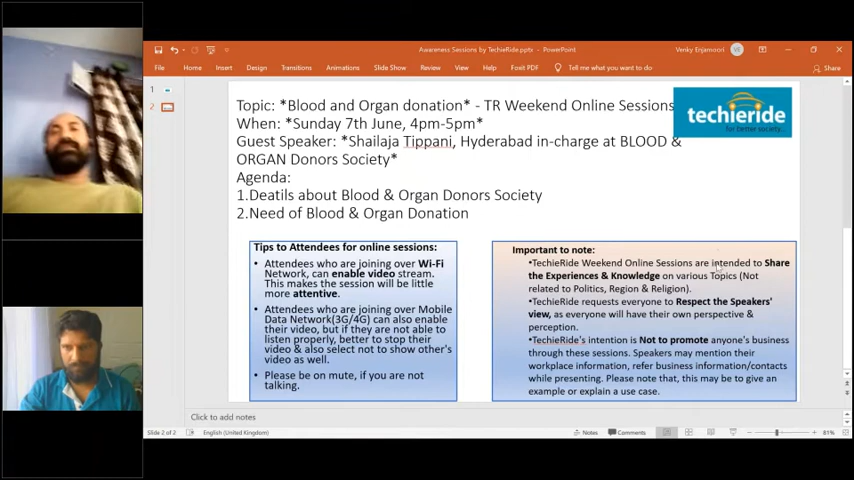 Awareness Sessions by TechieRide.pptx - PowerPoint
Venky Enjamoori
VE
File Home Insert Design Transitions Animations Slide Show Review View Help Foxit PDF Tell me what you want to do Share
1
2
Topic: *Blood and Organ donation* - TR Weekend Online Sessions
When: *Sunday 7th June, 4pm-5pm*
Guest Speaker: *Shailaja Tippani, Hyderabad in-charge at BLOOD &
ORGAN Donors Society*
Agenda:
1.Deatils about Blood & Organ Donors Society
2.Need of Blood & Organ Donation
techieride
for better society..
Tips to Attendees for online sessions:
• Attendees who are joining over Wi-Fi
Network, can enable video stream.
This makes the session will be little
more attentive.
• Attendees who are joining over Mobile
Data Network(3G/4G) can also enable
their video, but if they are not able to
listen properly, better to stop their
video & also select not to show other's
video as well.
• Please be on mute, if you are not
talking.
Important to note:
•TechieRide Weekend Online Sessions are intended to Share
the Experiences & Knowledge on various Topics (Not
related to Politics, Region & Religion).
•TechieRide requests everyone to Respect the Speakers'
view, as everyone will have their own perspective &
perception.
•TechieRide's intention is Not to promote anyone's business
through these sessions. Speakers may mention their
workplace information, refer business information/contacts
while presenting. Please note that, this may be to give an
example or explain a use case.
Click to add notes
Slide 2 of 2
English (United Kingdom)
Notes
Comments
81%